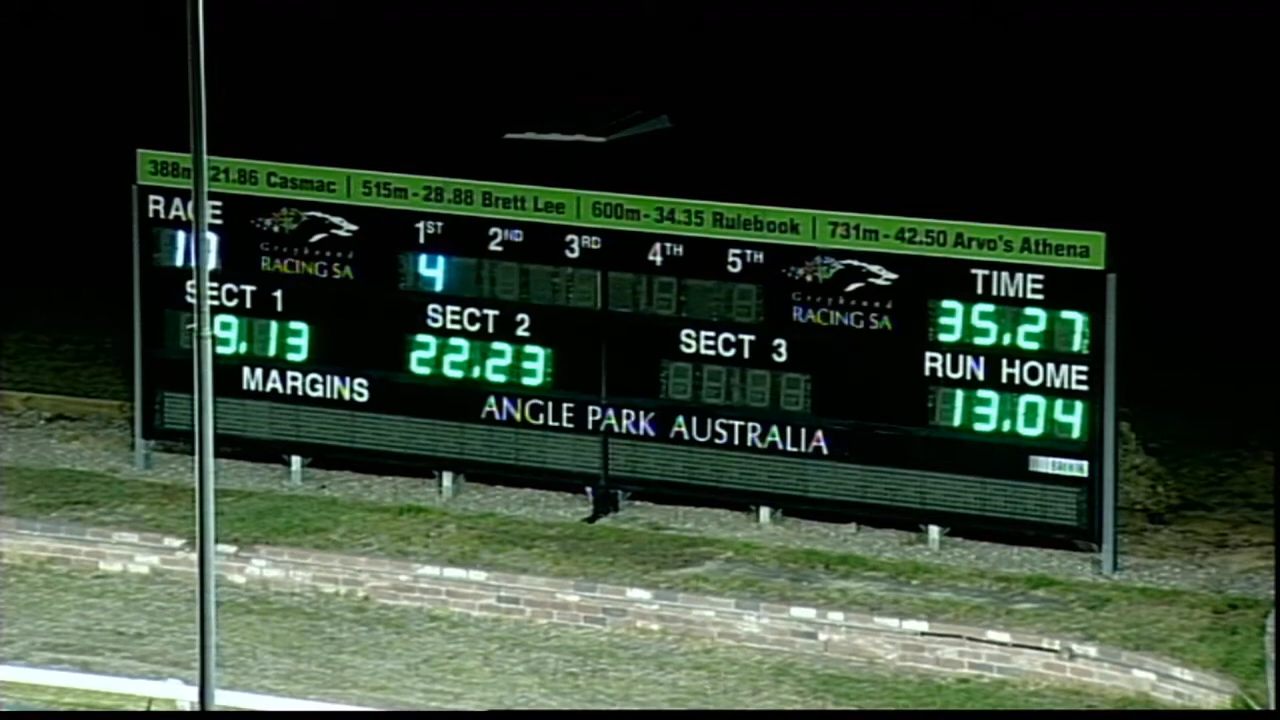 388m 21.86 Casmac | 515m-28.88 Brett Lee | 600m-34.35 Rulebook | 731m-42.50 Arvo's Athena
RACE 1ST 2ND 3RD 4TH 5TH TIME
Greyhound RACING SA
4
Greyhound RACING SA
35.27
SECT 1 SECT 2 SECT 3 RUN HOME
9.13 22.23 13.04
MARGINS ANGLE PARK AUSTRALIA